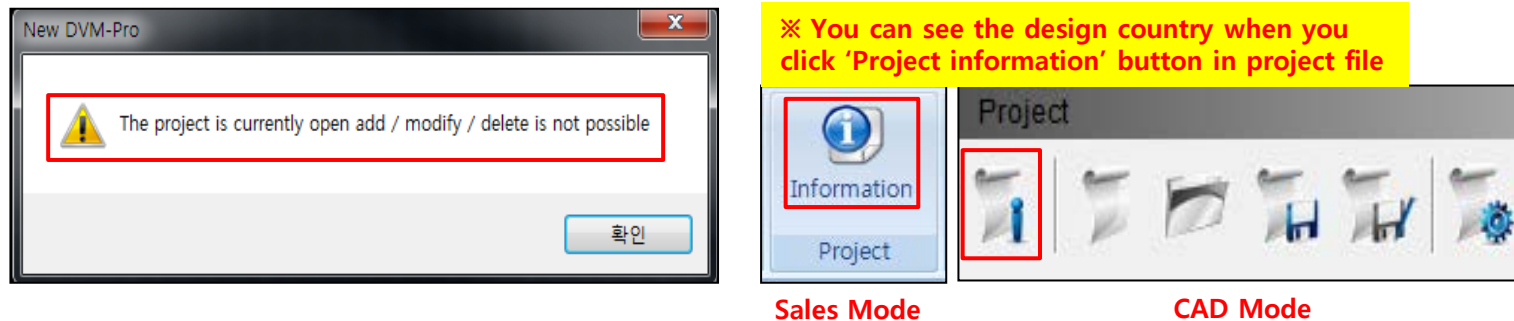 New DVM-Pro
The project is currently open add / modify / delete is not possible
확인
※ You can see the design country when you
click ‘Project information’ button in project file
Information
Project
Sales Mode
Project
CAD Mode